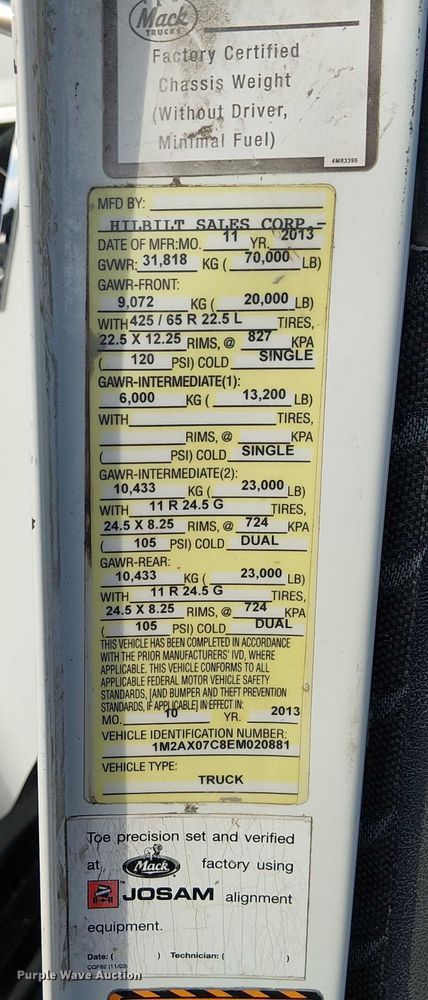 Mack
TRUCKS
Factory Certified
Chassis Weight
(Without Driver,
Minimal Fuel)
4MR3396
MFD BY:
HILBILT SALES CORP -
DATE OF MFR:MO. 11 YR. 2013
GVWR: 31,818 KG ( 70,000 LB)
GAWR-FRONT:
9,072 KG ( 20,000 LB)
WITH 425 / 65 R 22.5 L TIRES,
22.5 X 12.25 RIMS, @ 827 KPA
( 120 PSI) COLD SINGLE
GAWR-INTERMEDIATE(1):
6,000 KG ( 13,200 LB)
WITH TIRES,
RIMS, @ KPA
( PSI) COLD SINGLE
GAWR-INTERMEDIATE(2):
10,433 KG ( 23,000 LB)
WITH 11 R 24.5 G TIRES,
24.5 X 8.25 RIMS, @ 724 KPA
( 105 PSI) COLD DUAL
GAWR-REAR:
10,433 KG ( 23,000 LB)
WITH 11 R 24.5 G TIRES,
24.5 X 8.25 RIMS, @ 724 KPA
( 105 PSI) COLD DUAL
THIS VEHICLE HAS BEEN COMPLETED IN ACCORDANCE
WITH THE PRIOR MANUFACTURERS' IVD, WHERE
APPLICABLE. THIS VEHICLE CONFORMS TO ALL
APPLICABLE FEDERAL MOTOR VEHICLE SAFETY
STANDARDS, [AND BUMPER AND THEFT PREVENTION
STANDARDS, IF APPLICABLE] IN EFFECT IN:
MO. 10 YR. 2013
VEHICLE IDENTIFICATION NUMBER:
1M2AX07C8EM020881
VEHICLE TYPE:
TRUCK
Toe precision set and verified
at Mack factory using
JOSAM alignment
equipment.
Date: ( ) Technician: ( )
CQF62 (11/03)
Purple Wave Auction